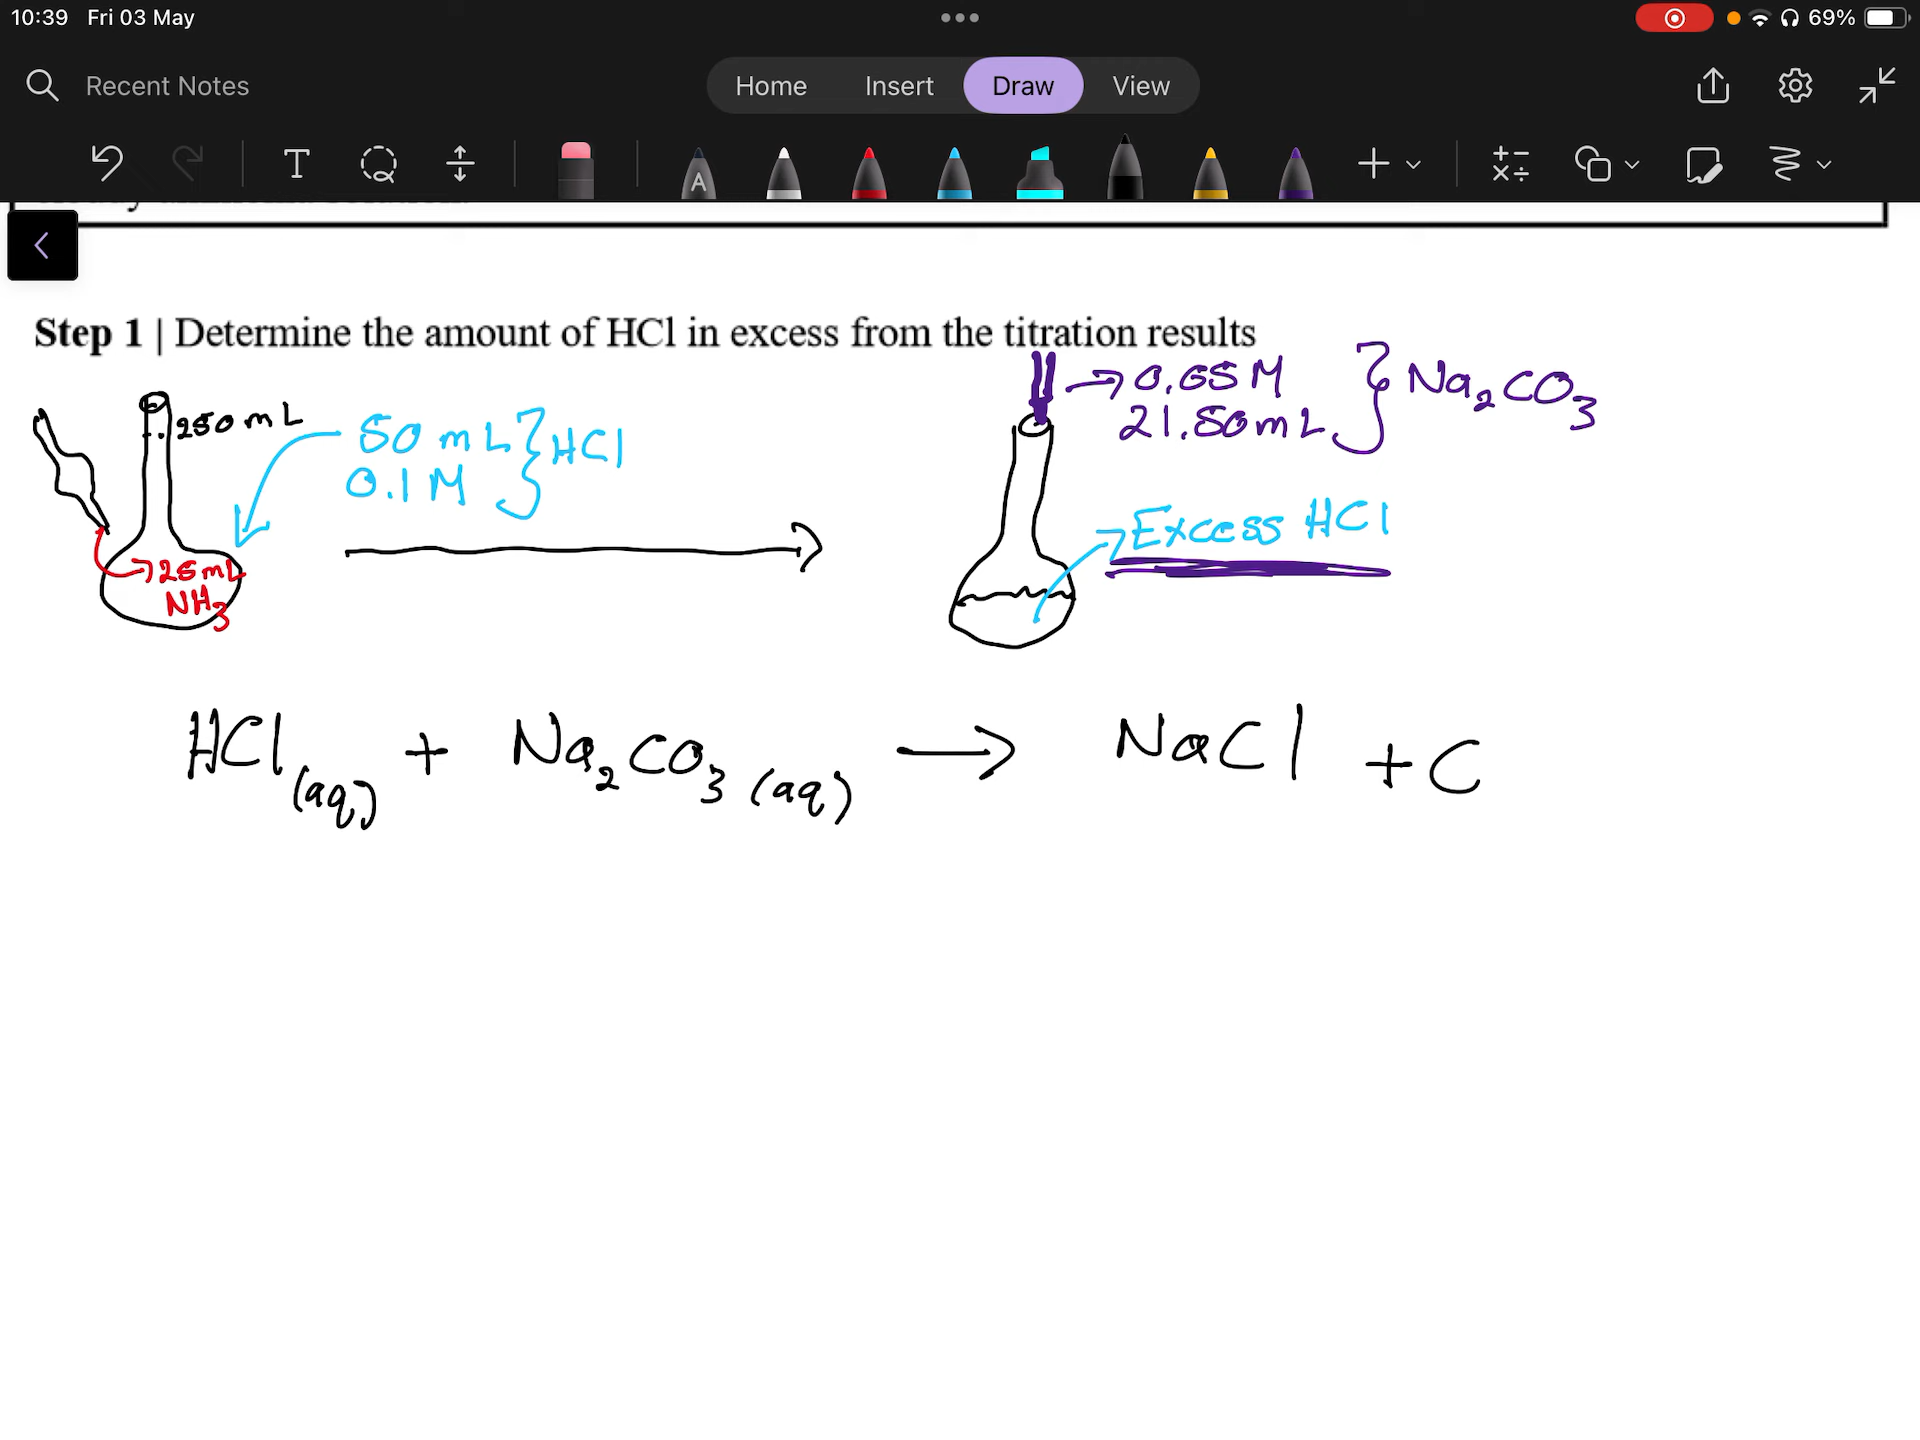 10:39 Fri 03 May
69%
Recent Notes
Home Insert Draw View
T
A
Step 1 | Determine the amount of HCl in excess from the titration results
250 mL
50 mL } HCl
0.1 M
25 mL
NH₃
→ 0.05 M } Na₂CO₃
21.50 mL
Excess HCl
HCl (aq) + Na₂CO₃ (aq) → NaCl + C